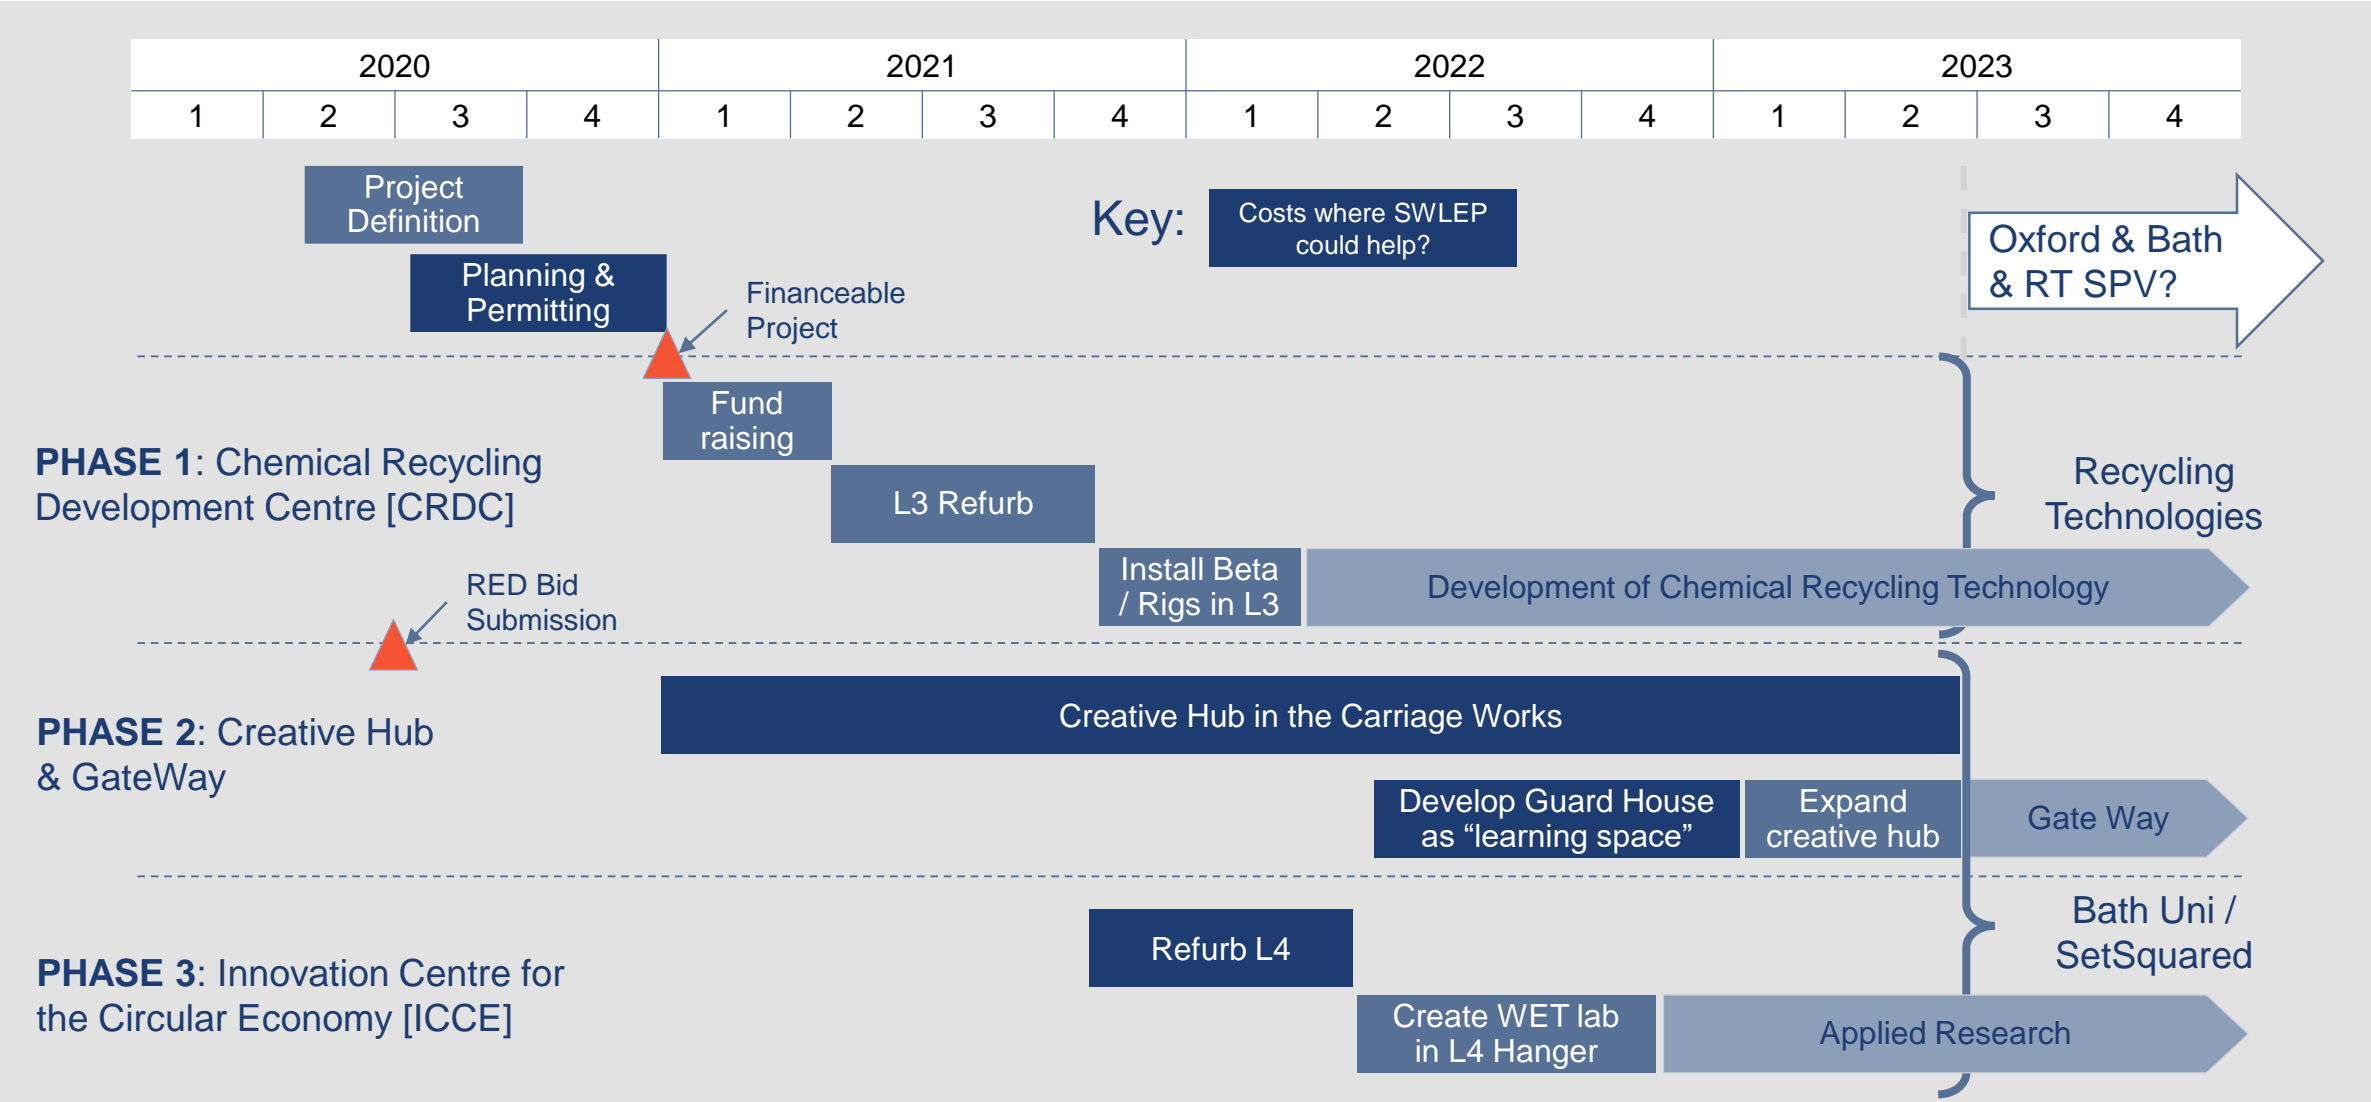 2020 2021 2022 2023
1 2 3 4 1 2 3 4 1 2 3 4 1 2 3 4
Project
Definition
Key:
Costs where SWLEP
could help?
Oxford & Bath
& RT SPV?
Planning &
Permitting
Financeable
Project
Fund
raising
PHASE 1: Chemical Recycling
Development Centre [CRDC]
L3 Refurb
Recycling
Technologies
Install Beta
/ Rigs in L3
Development of Chemical Recycling Technology
RED Bid
Submission
Creative Hub in the Carriage Works
PHASE 2: Creative Hub
& GateWay
Develop Guard House
as “learning space”
Expand
creative hub
Gate Way
Refurb L4
Bath Uni /
SetSquared
PHASE 3: Innovation Centre for
the Circular Economy [ICCE]
Create WET lab
in L4 Hanger
Applied Research